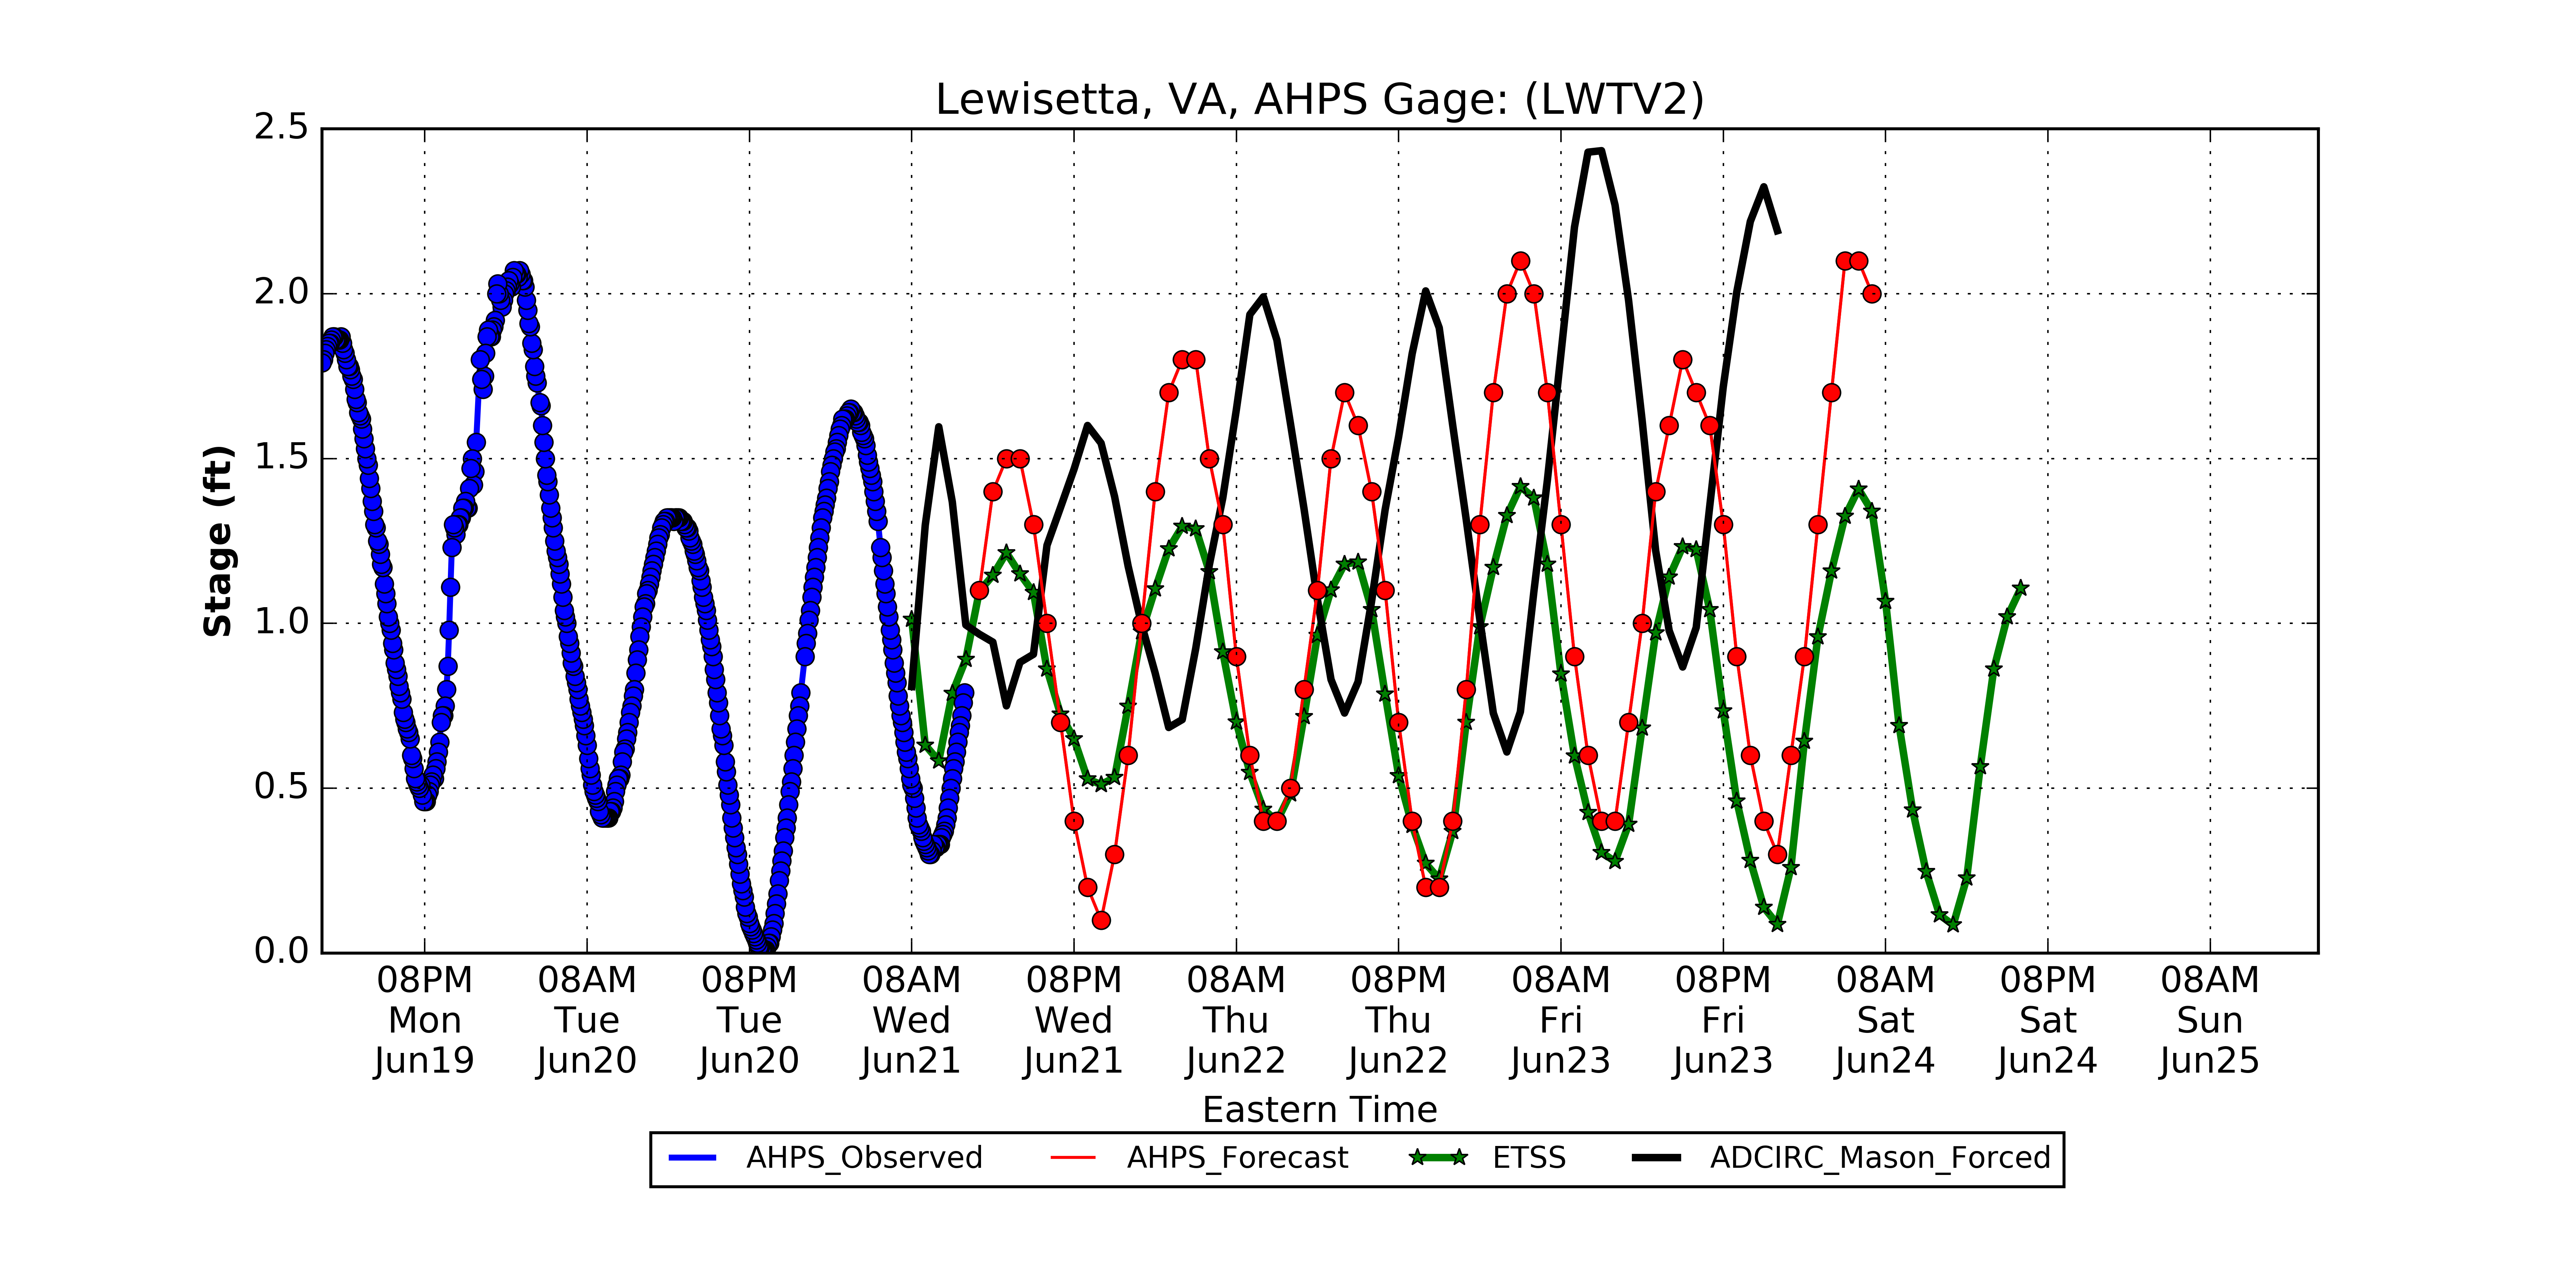 Lewisetta, VA, AHPS Gage: (LWTV2)
2.5
2.0
1.5
1.0
0.5
0.0
Stage (ft)
08PM 08AM 08PM 08AM 08PM 08AM 08PM 08AM 08PM 08AM 08PM 08AM
Mon Tue Tue Wed Wed Thu Thu Fri Fri Sat Sat Sun
Jun19 Jun20 Jun20 Jun21 Jun21 Jun22 Jun22 Jun23 Jun23 Jun24 Jun24 Jun25
Eastern Time
AHPS_Observed AHPS_Forecast ETSS ADCIRC_Mason_Forced